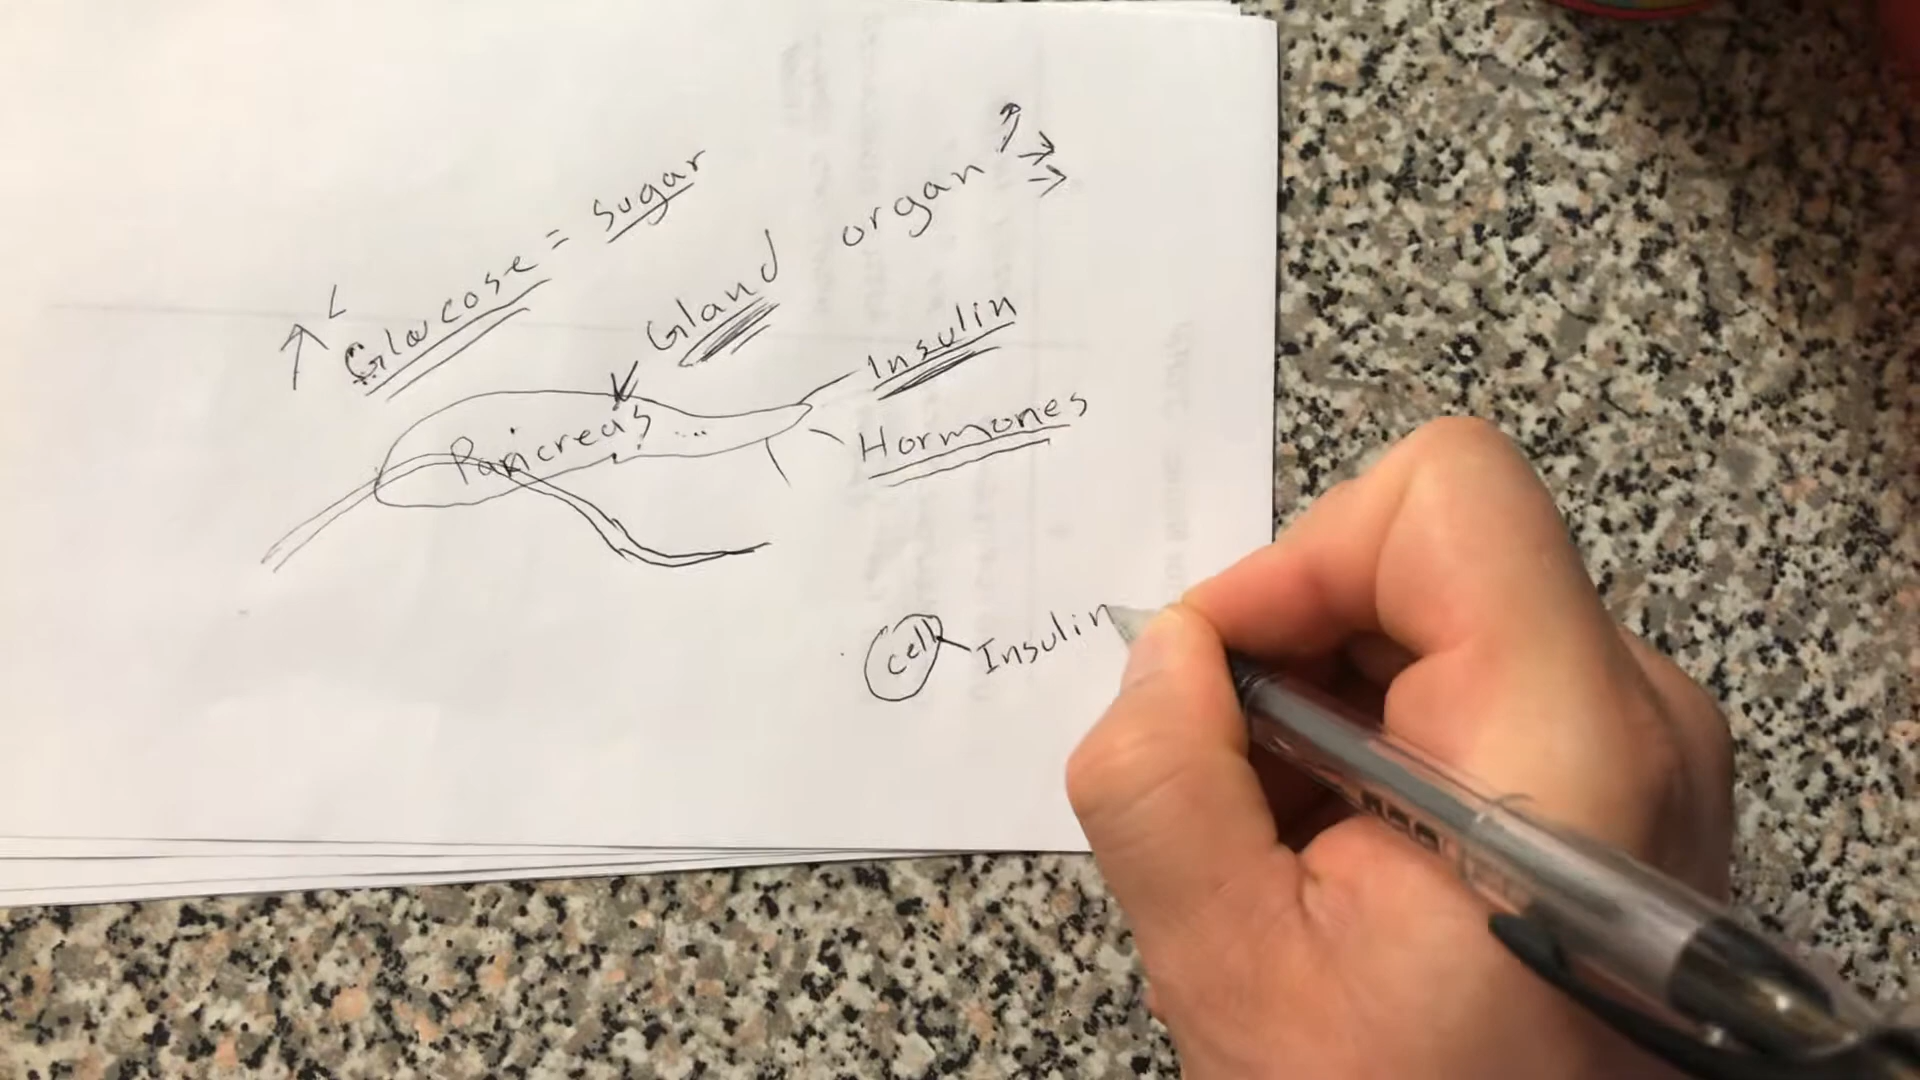 Glucose = sugar
Gland organ
Insulin
Pancreas
Hormones
cell Insulin